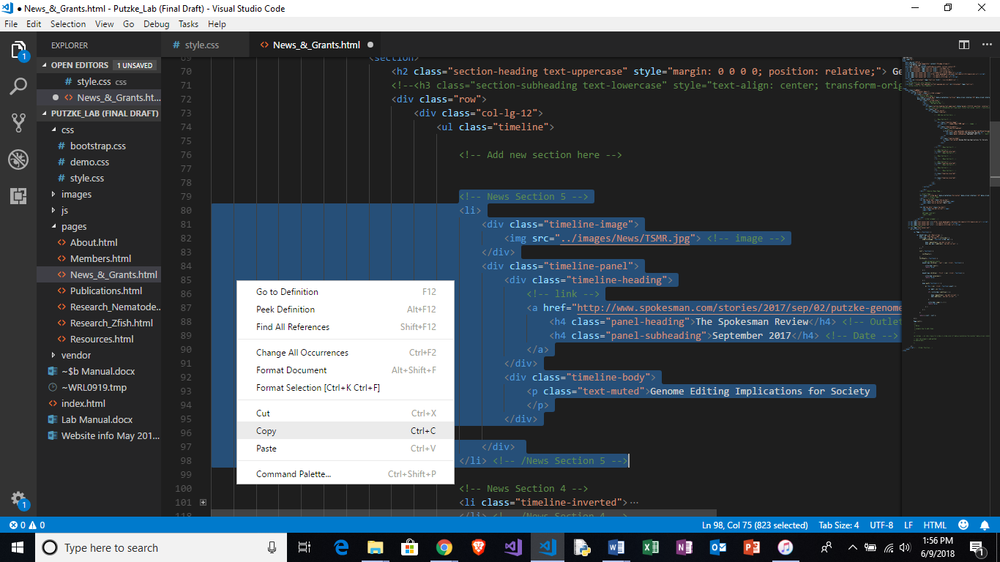 ● News_&_Grants.html - Putzke_Lab (Final Draft) - Visual Studio Code
File Edit Selection View Go Debug Tasks Help
EXPLORER
OPEN EDITORS 1 UNSAVED
# style.css css
● <> News_&_Grants.ht...
PUTZKE_LAB (FINAL DRAFT)
css
# bootstrap.css
# demo.css
# style.css
images
js
pages
<> About.html
<> Members.html
<> News_&_Grants.html
<> Publications.html
<> Research_Nematode...
<> Research_Zfish.html
<> Resources.html
vendor
~$b Manual.docx
~WRL0919.tmp
<> index.html
Lab Manual.docx
Website info May 201...
1
1
# style.css
<> News_&_Grants.html ●
69 <section>
70 <h2 class="section-heading text-uppercase" style="margin: 0 0 0 0; position: relative;"> Ge
71 <!--<h3 class="section-subheading text-lowercase" style="text-align: center; transform-orig
72 <div class="row">
73 <div class="col-lg-12">
74 <ul class="timeline">
75
76 <!-- Add new section here -->
77
78
79 <!-- News Section 5 -->
80 <li>
81 <div class="timeline-image">
82 <img src="../images/News/TSMR.jpg"> <!-- image -->
83 </div>
84 <div class="timeline-panel">
85 <div class="timeline-heading">
86 <!-- link -->
87 <a href="http://www.spokesman.com/stories/2017/sep/02/putzke-genome
88 <h4 class="panel-heading">The Spokesman Review</h4> <!-- Outlet
89 <h4 class="panel-subheading">September 2017</h4> <!-- Date -->
90 </a>
91 </div>
92 <div class="timeline-body">
93 <p class="text-muted">Genome Editing Implications for Society
94 </p>
95 </div>
96
97 </div>
98 </li> <!-- /News Section 5 -->
99
100 <!-- News Section 4 -->
101 <li class="timeline-inverted">...
118 </li> <!-- /News Section 4 -->
Go to Definition F12
Peek Definition Alt+F12
Find All References Shift+F12
Change All Occurrences Ctrl+F2
Format Document Alt+Shift+F
Format Selection [Ctrl+K Ctrl+F]
Cut Ctrl+X
Copy Ctrl+C
Paste Ctrl+V
Command Palette... Ctrl+Shift+P
0 0 Ln 98, Col 75 (823 selected) Tab Size: 4 UTF-8 LF HTML
Type here to search
1:56 PM
6/9/2018
1